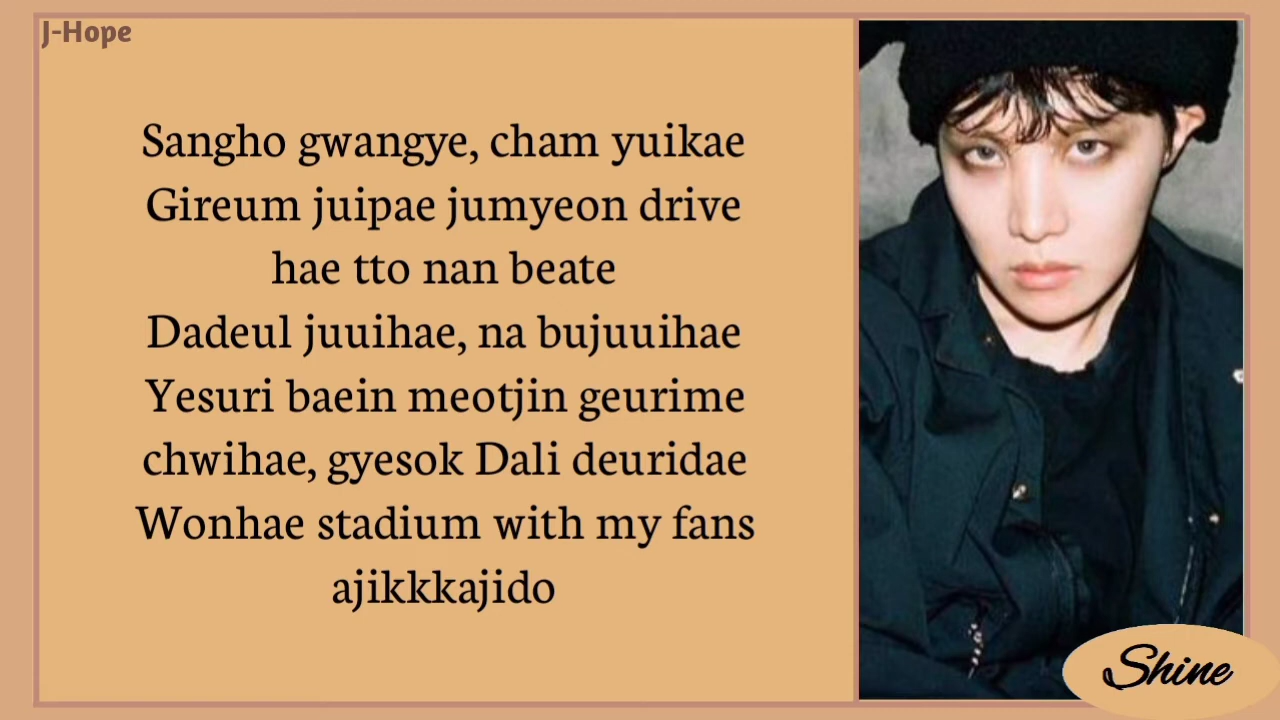 J-Hope
Sangho gwangye, cham yuikae
Gireum juipae jumyeon drive
hae tto nan beate
Dadeul juuihae, na bujuuihae
Yesuri baein meotjin geurime
chwihae, gyesok Dali deuridae
Wonhae stadium with my fans
ajikkkajido
Shine